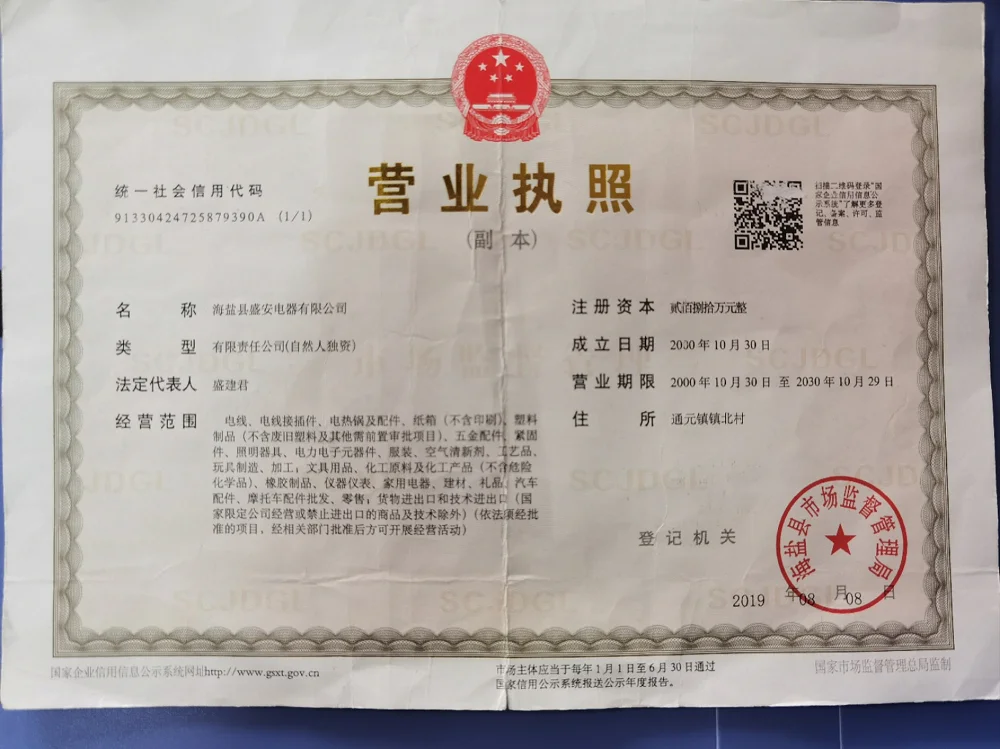 营业执照
（副 本）
统一社会信用代码
91330424725879390A (1/1)
扫描二维码登录“国
家企业信用信息公
示系统”了解更多登
记、备案、许可、监
管信息
名 称 海盐县盛安电器有限公司
类 型 有限责任公司(自然人独资)
法定代表人 盛建君
经营范围 电线、电线接插件、电热锅及配件、纸箱（不含印刷）、塑料
制品（不含废旧塑料及其他需前置审批项目）、五金配件、紧固
件、照明器具、电力电子元器件、服装、空气清新剂、工艺品、
玩具制造、加工；文具用品、化工原料及化工产品（不含危险
化学品）、橡胶制品、仪器仪表、家用电器、建材、礼品、汽车
配件、摩托车配件批发、零售；货物进出口和技术进出口（国
家限定公司经营或禁止进出口的商品及技术除外）（依法须经批
准的项目，经相关部门批准后方可开展经营活动）
注册资本 贰佰捌拾万元整
成立日期 2000年10月30日
营业期限 2000年10月30日 至 2030年10月29日
住 所 通元镇镇北村
登记机关
海盐县市场监督管理局
2019 年 08 月 08 日
国家企业信用信息公示系统网址http://www.gsxt.gov.cn
市场主体应当于每年1月1日至6月30日通过
国家信用公示系统报送公示年度报告。
国家市场监督管理总局监制